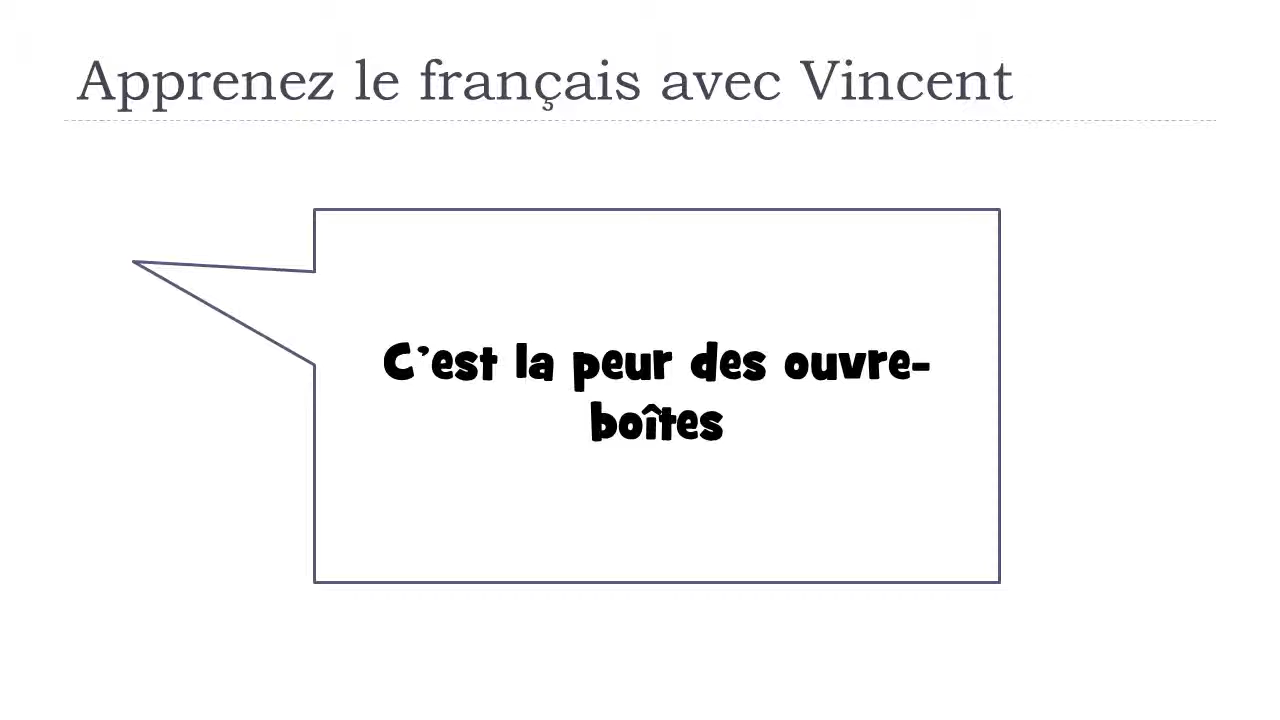 Apprenez le français avec Vincent
C’est la peur des ouvre-
boîtes